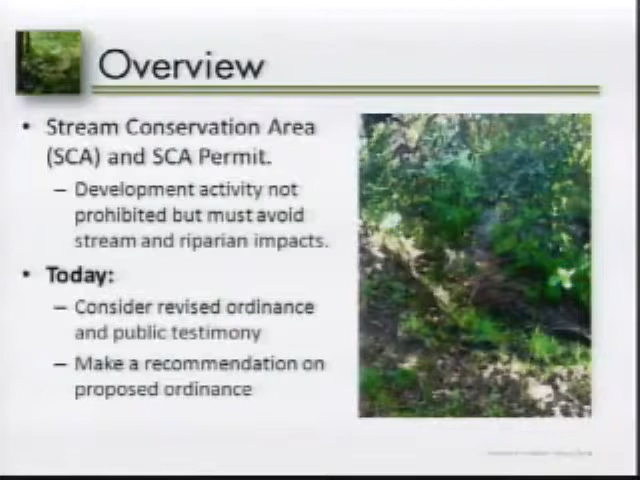 Overview
• Stream Conservation Area
(SCA) and SCA Permit.
– Development activity not
prohibited but must avoid
stream and riparian impacts.
• Today:
– Consider revised ordinance
and public testimony
– Make a recommendation on
proposed ordinance